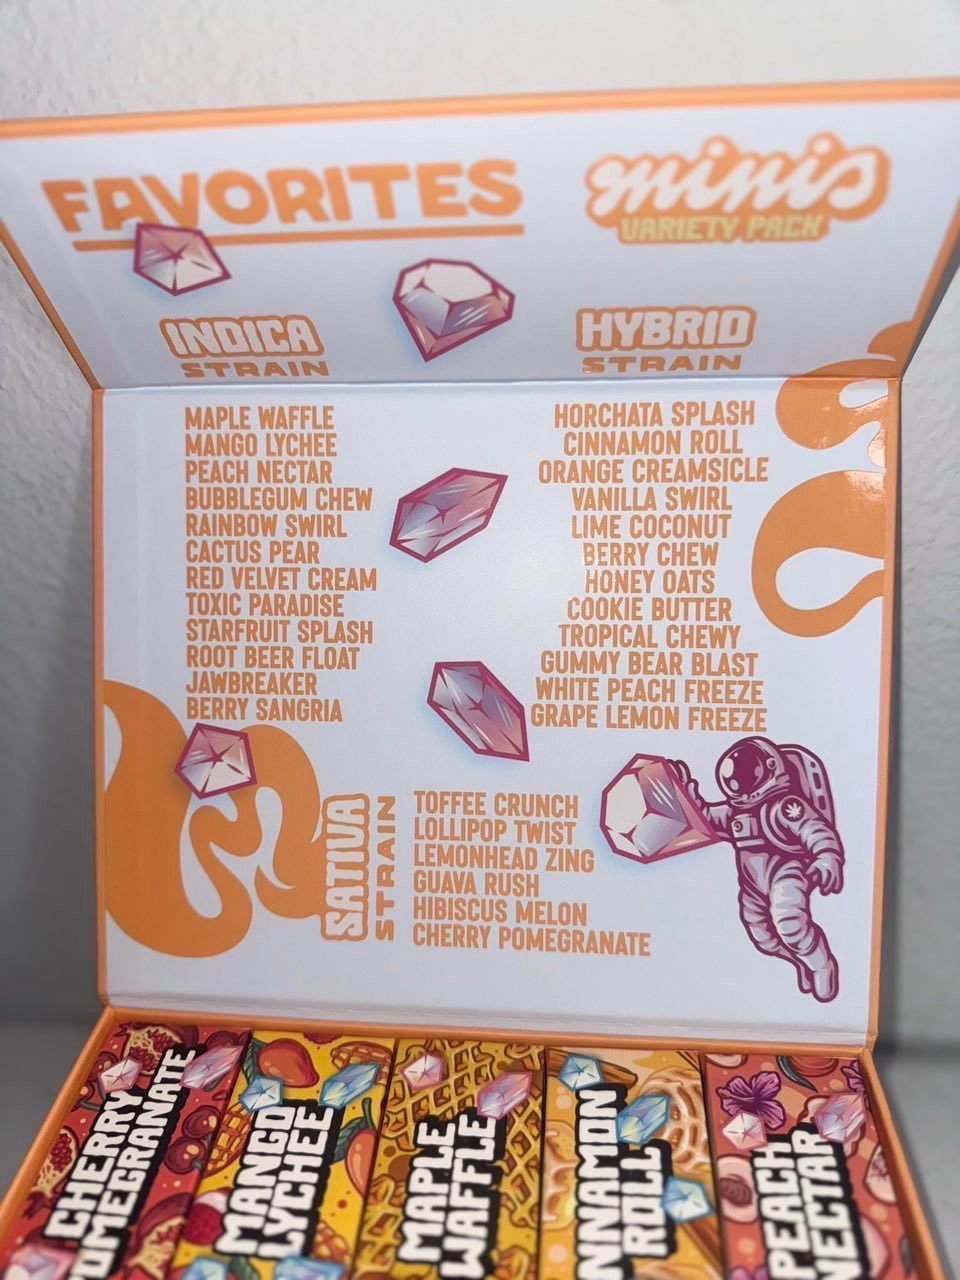 FAVORITES
minis
VARIETY PACK
INDICA
STRAIN
MAPLE WAFFLE
MANGO LYCHEE
PEACH NECTAR
BUBBLEGUM CHEW
RAINBOW SWIRL
CACTUS PEAR
RED VELVET CREAM
TOXIC PARADISE
STARFRUIT SPLASH
ROOT BEER FLOAT
JAWBREAKER
BERRY SANGRIA
HYBRID
STRAIN
HORCHATA SPLASH
CINNAMON ROLL
ORANGE CREAMSICLE
VANILLA SWIRL
LIME COCONUT
BERRY CHEW
HONEY OATS
COOKIE BUTTER
TROPICAL CHEWY
GUMMY BEAR BLAST
WHITE PEACH FREEZE
GRAPE LEMON FREEZE
SATIVA
STRAIN
TOFFEE CRUNCH
LOLLIPOP TWIST
LEMONHEAD ZING
GUAVA RUSH
HIBISCUS MELON
CHERRY POMEGRANATE
CHERRY
POMEGRANATE
MANGO
LYCHEE
MAPLE
WAFFLE
CINNAMON
ROLL
PEACH
NECTAR